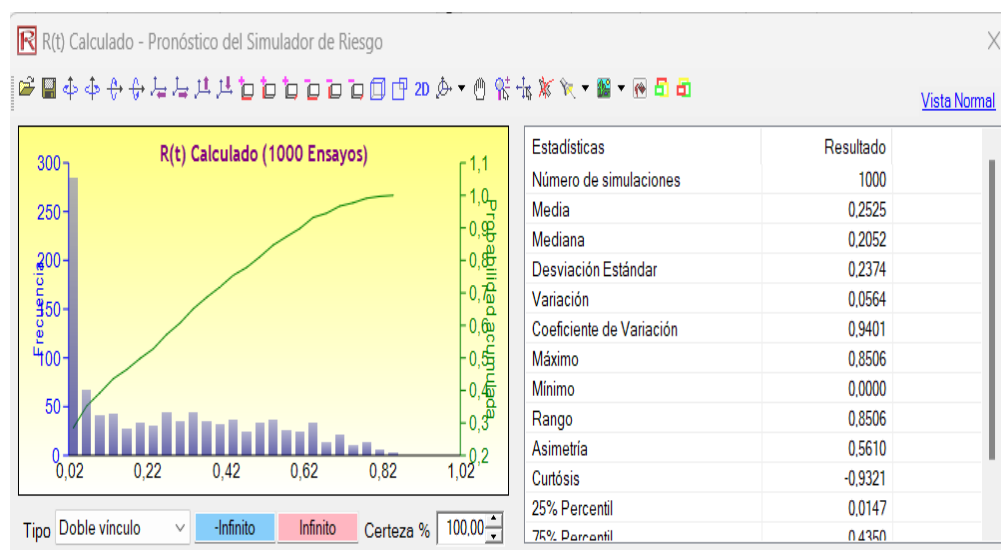 R(t) Calculado - Pronóstico del Simulador de Riesgo
2D
Vista Normal
R(t) Calculado (1000 Ensayos)
Frecuencia
300
250
200
150
100
50
0
0,02 0,22 0,42 0,62 0,82 1,02
1,1
1,0
0,9
0,8
0,7
0,6
0,5
0,4
0,3
0,2
Probabilidad acumulada
Tipo Doble vínculo -Infinito Infinito Certeza % 100,00
Estadísticas Resultado
Número de simulaciones 1000
Media 0,2525
Mediana 0,2052
Desviación Estándar 0,2374
Variación 0,0564
Coeficiente de Variación 0,9401
Máximo 0,8506
Mínimo 0,0000
Rango 0,8506
Asimetría 0,5610
Curtósis -0,9321
25% Percentil 0,0147
75% Percentil 0,4350